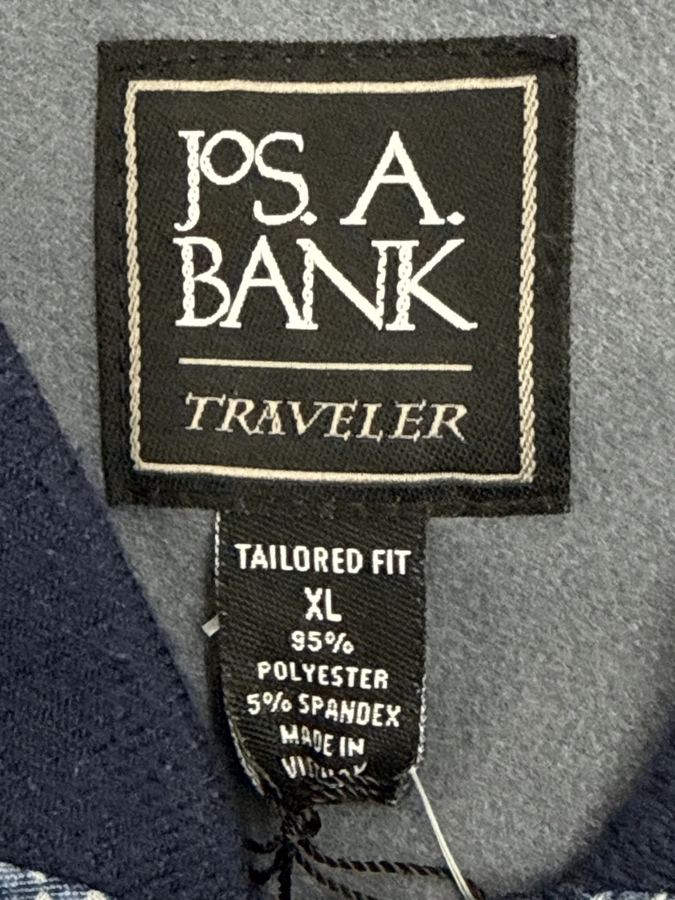 JOS. A.
BANK
TRAVELER
TAILORED FIT
XL
95%
POLYESTER
5% SPANDEX
MADE IN